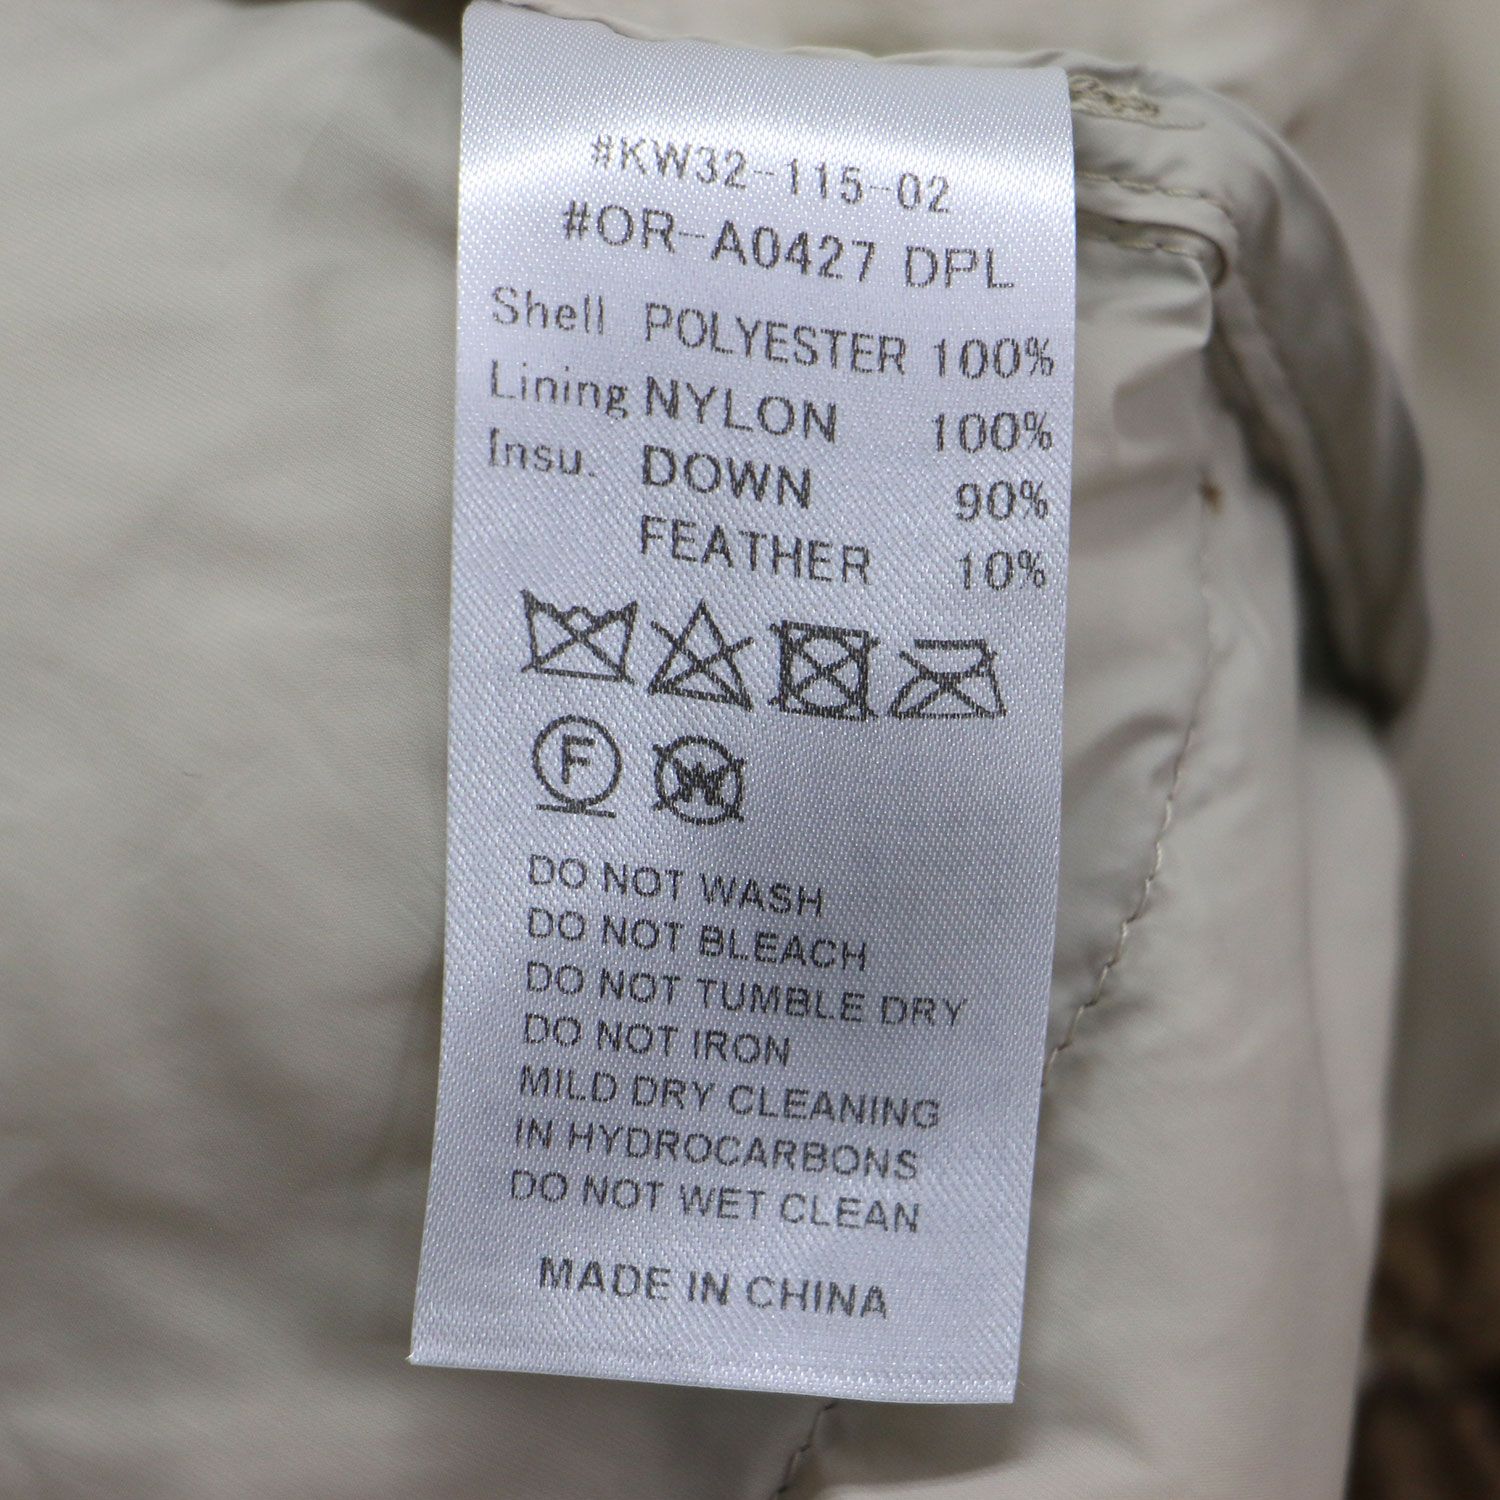 #KW32-115-02
#OR-A0427 DPL
Shell POLYESTER 100%
Lining NYLON 100%
Insu. DOWN 90%
FEATHER 10%
F W
DO NOT WASH
DO NOT BLEACH
DO NOT TUMBLE DRY
DO NOT IRON
MILD DRY CLEANING
IN HYDROCARBONS
DO NOT WET CLEAN
MADE IN CHINA